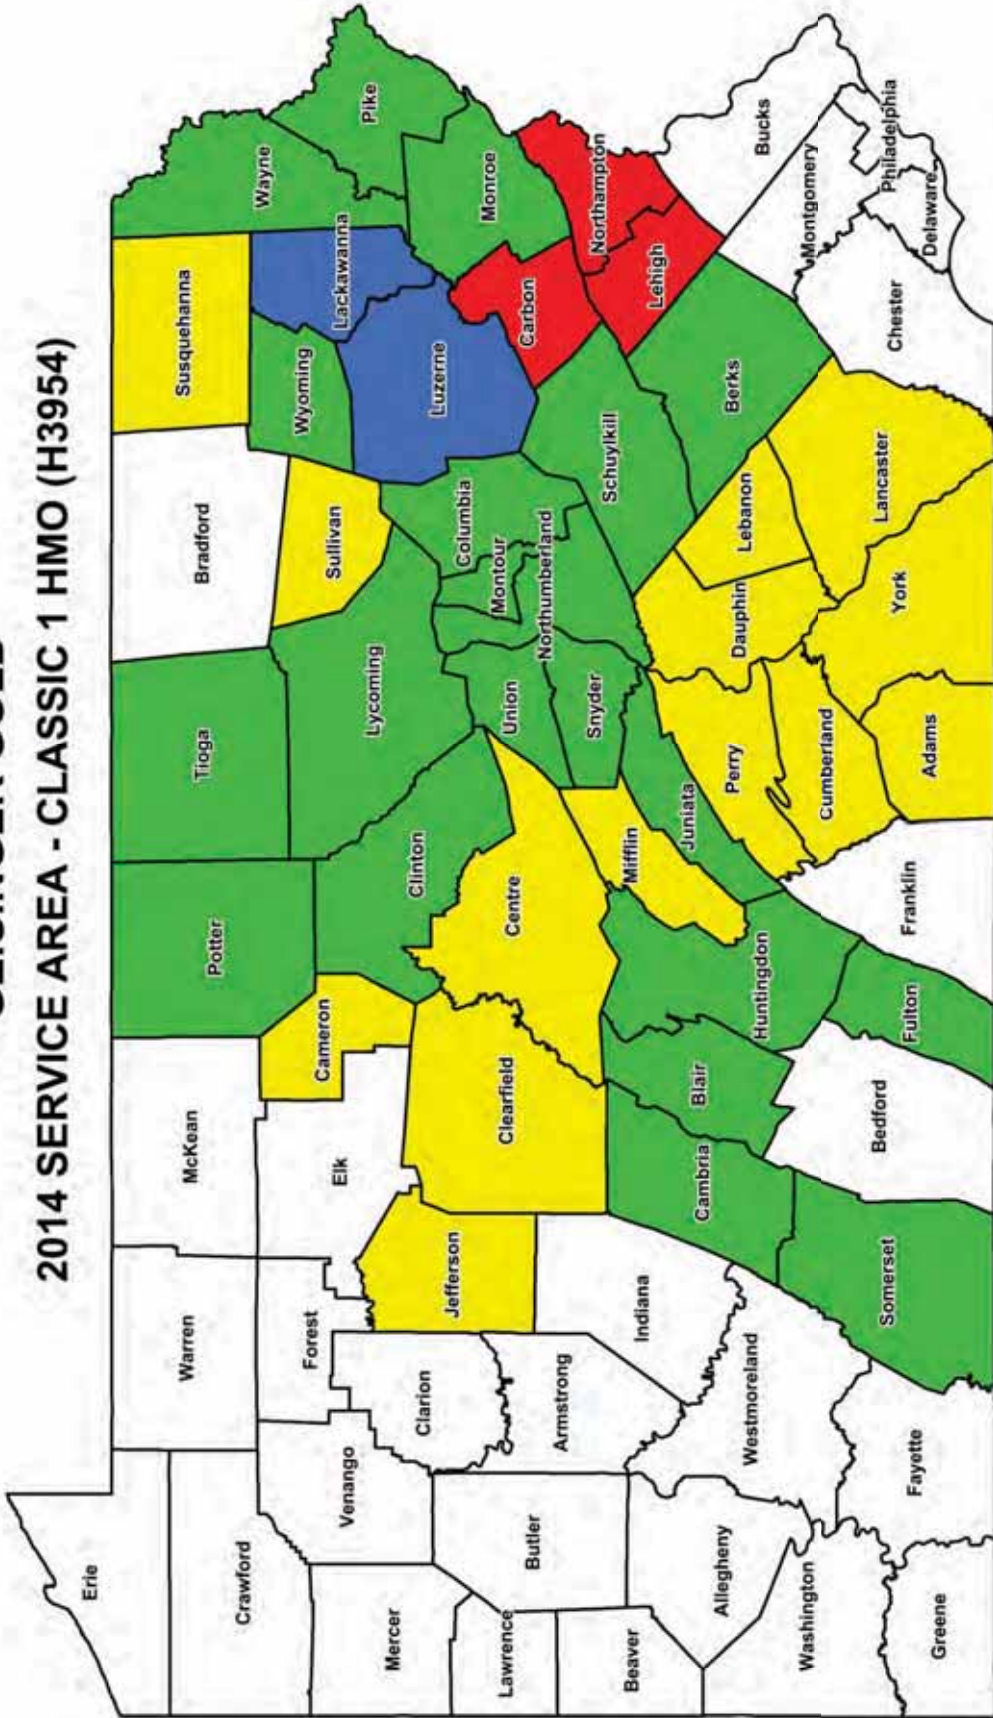 2014 SERVICE AREA - CLASSIC 1 HMO (H3954)
Erie
Crawford
Warren
McKean
Potter
Tioga
Bradford
Susquehanna
Wayne
Pike
Mercer
Venango
Forest
Elk
Cameron
Clinton
Lycoming
Sullivan
Wyoming
Lackawanna
Lawrence
Butler
Clarion
Jefferson
Clearfield
Centre
Union
Montour
Columbia
Luzerne
Monroe
Carbon
Beaver
Allegheny
Armstrong
Indiana
Cambria
Blair
Huntingdon
Mifflin
Juniata
Snyder
Northumberland
Schuylkill
Lehigh
Northampton
Washington
Westmoreland
Perry
Dauphin
Lebanon
Berks
Montgomery
Bucks
Greene
Fayette
Somerset
Bedford
Fulton
Franklin
Cumberland
Adams
York
Lancaster
Chester
Delaware
Philadelphia